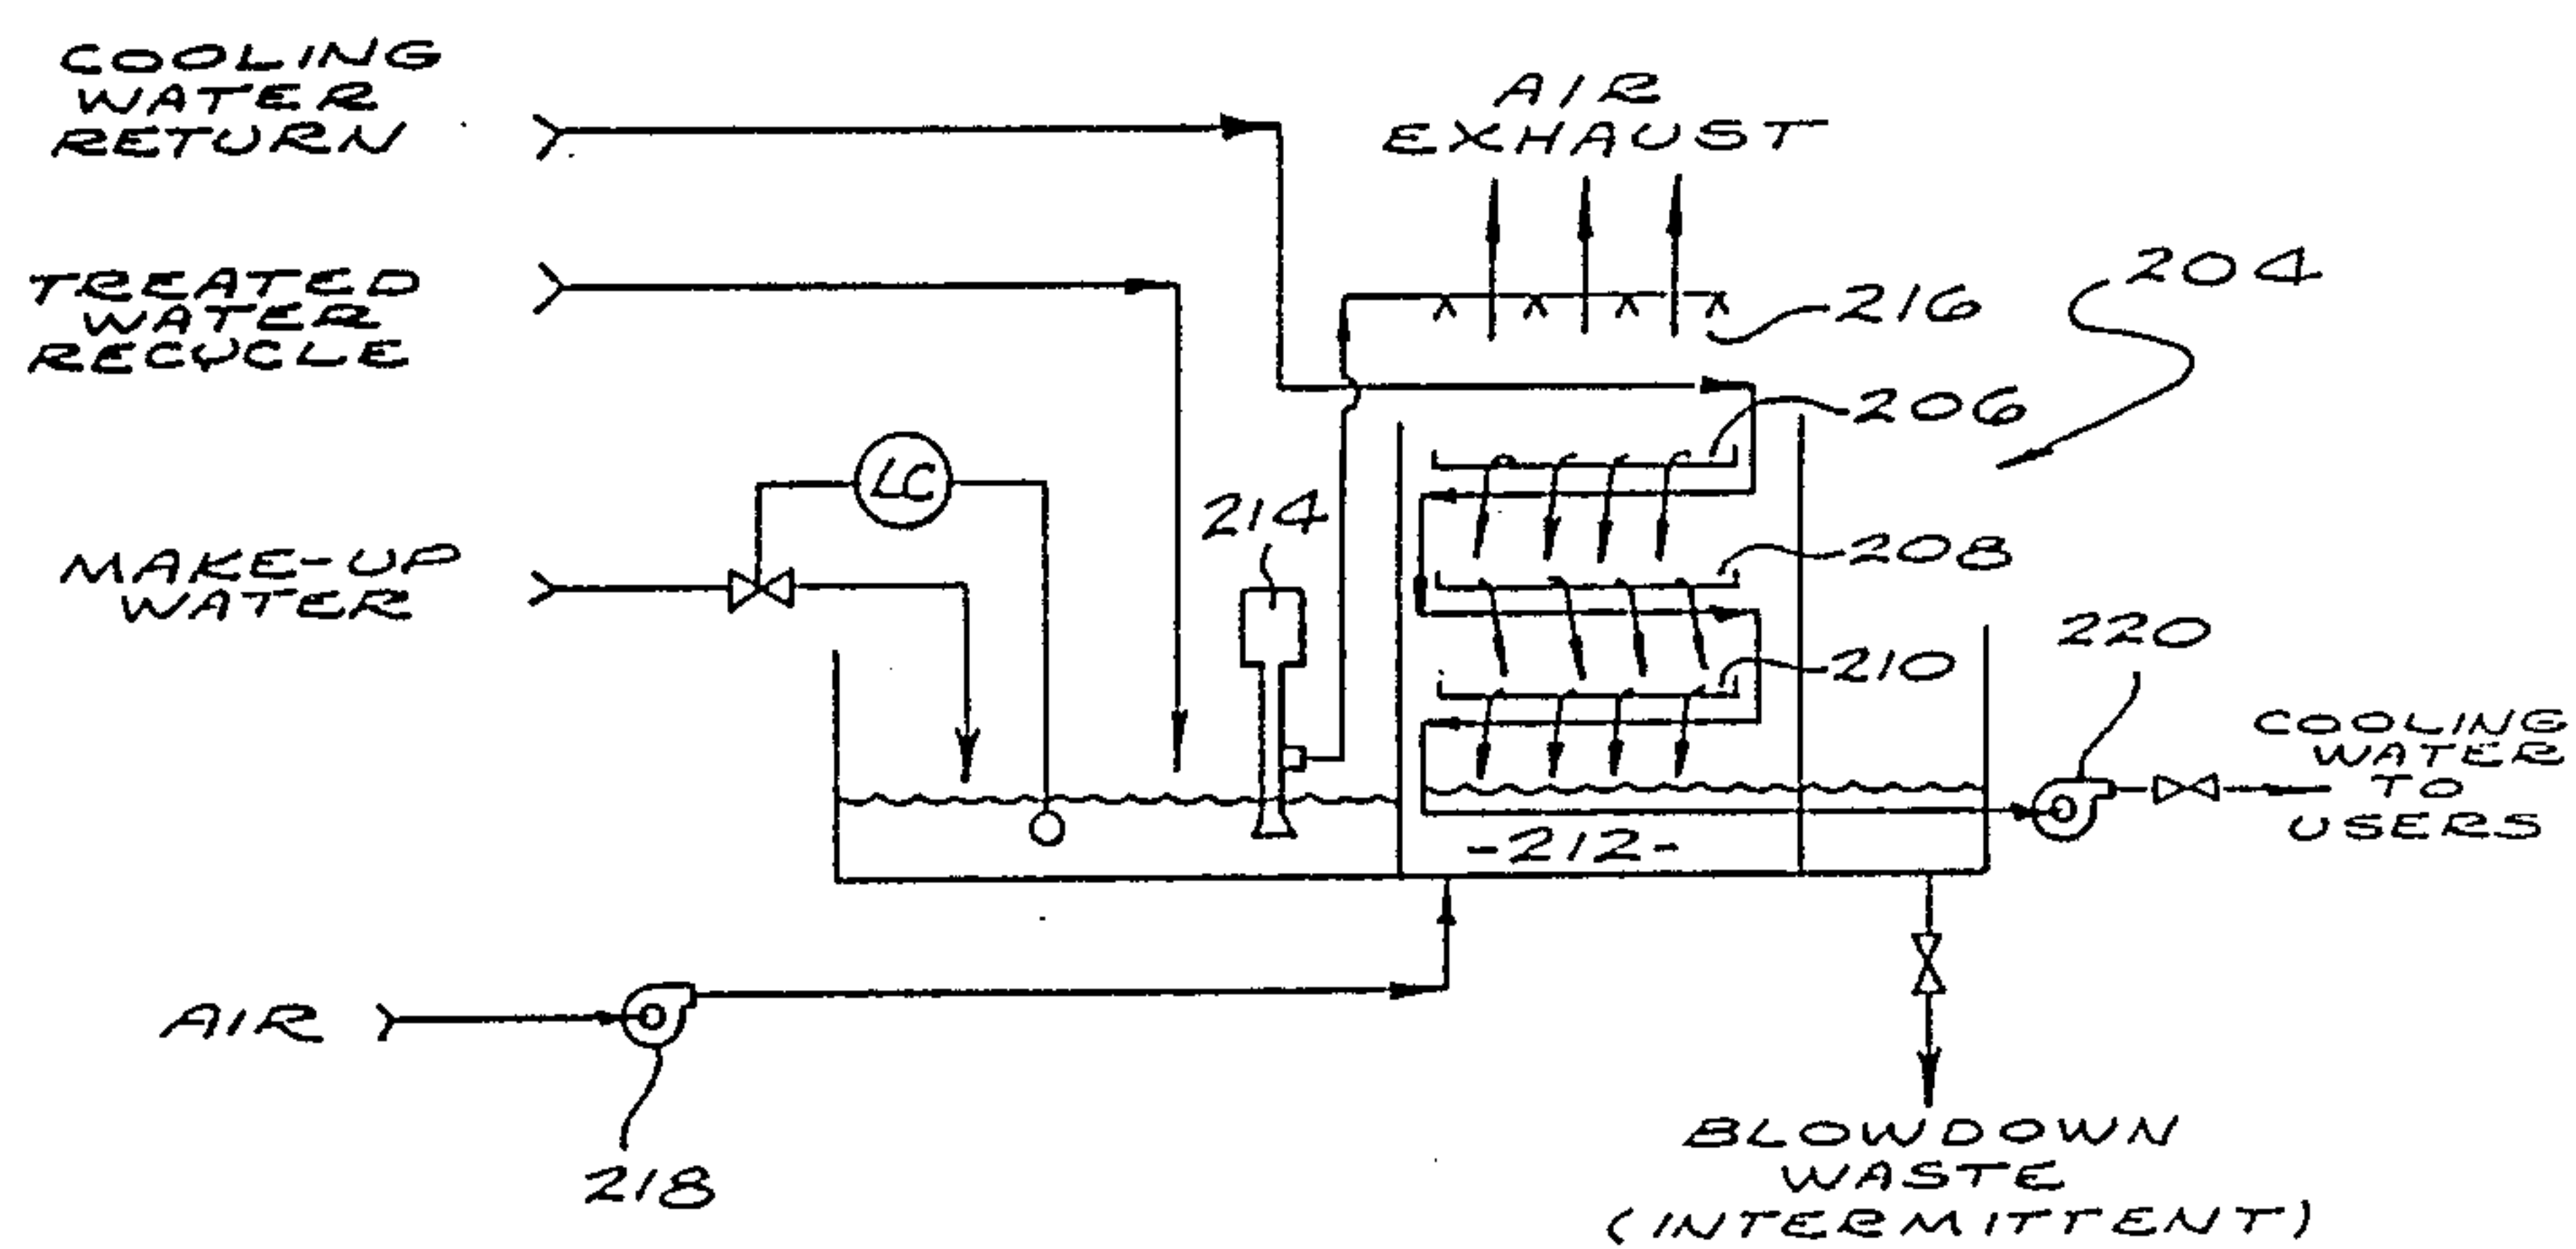 COOLING
WATER
RETURN
AIR
EXHAUST
TREATED
WATER
RECYCLE
204
216
206
LC
214
MAKE-UP
WATER
208
220
210
COOLING
WATER
TO
USERS
-212-
AIR
218
BLOWDOWN
WASTE
(INTERMITTENT)